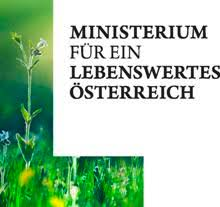 MINISTERIUM
FÜR EIN
LEBENSWERTES
ÖSTERREICH